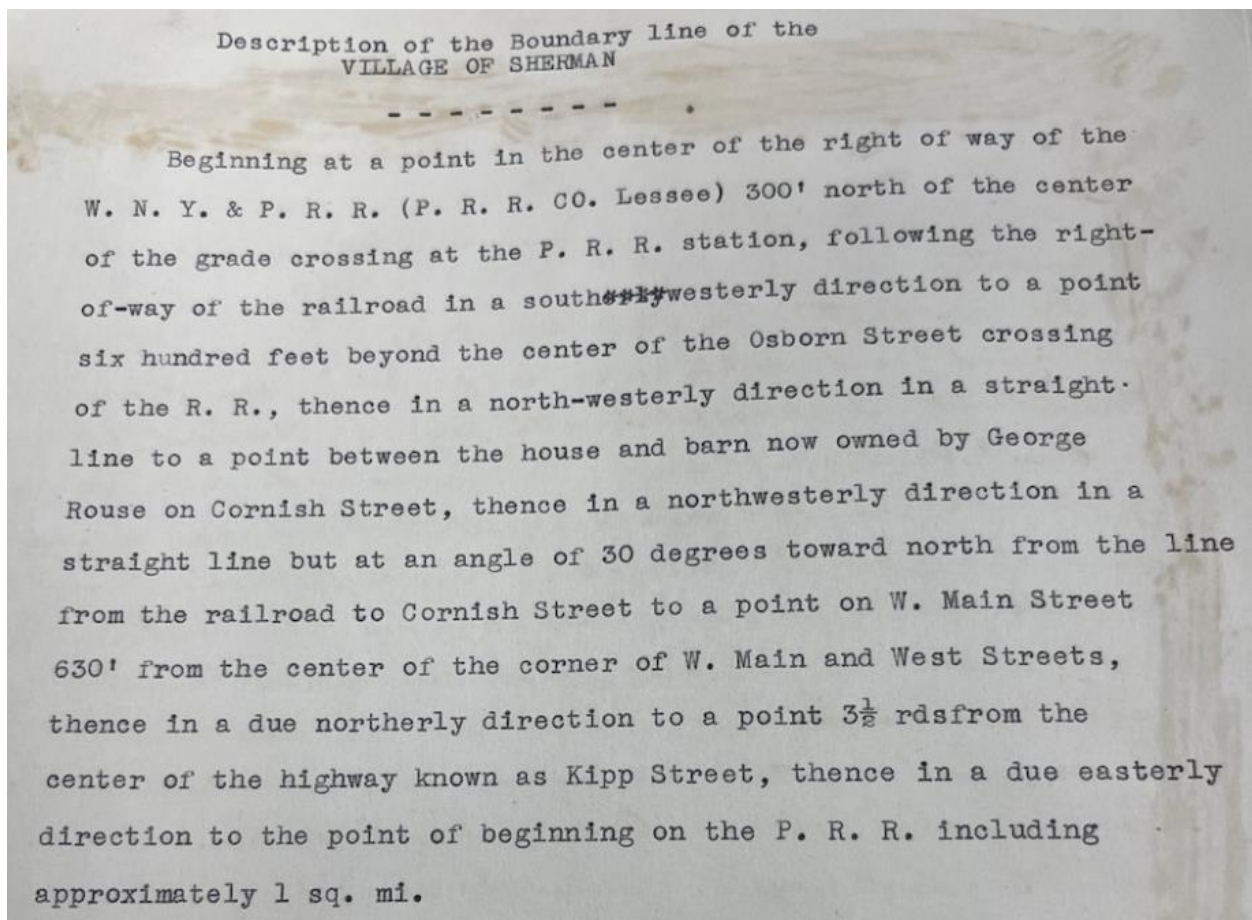 Description of the Boundary line of the
VILLAGE OF SHERMAN
- - - - - - - - .
Beginning at a point in the center of the right of way of the
W. N. Y. & P. R. R. (P. R. R. CO. Lessee) 300' north of the center
of the grade crossing at the P. R. R. station, following the right-
of-way of the railroad in a southwesterly direction to a point
six hundred feet beyond the center of the Osborn Street crossing
of the R. R., thence in a north-westerly direction in a straight
line to a point between the house and barn now owned by George
Rouse on Cornish Street, thence in a northwesterly direction in a
straight line but at an angle of 30 degrees toward north from the line
from the railroad to Cornish Street to a point on W. Main Street
630' from the center of the corner of W. Main and West Streets,
thence in a due northerly direction to a point 3½ rdsfrom the
center of the highway known as Kipp Street, thence in a due easterly
direction to the point of beginning on the P. R. R. including
approximately 1 sq. mi.